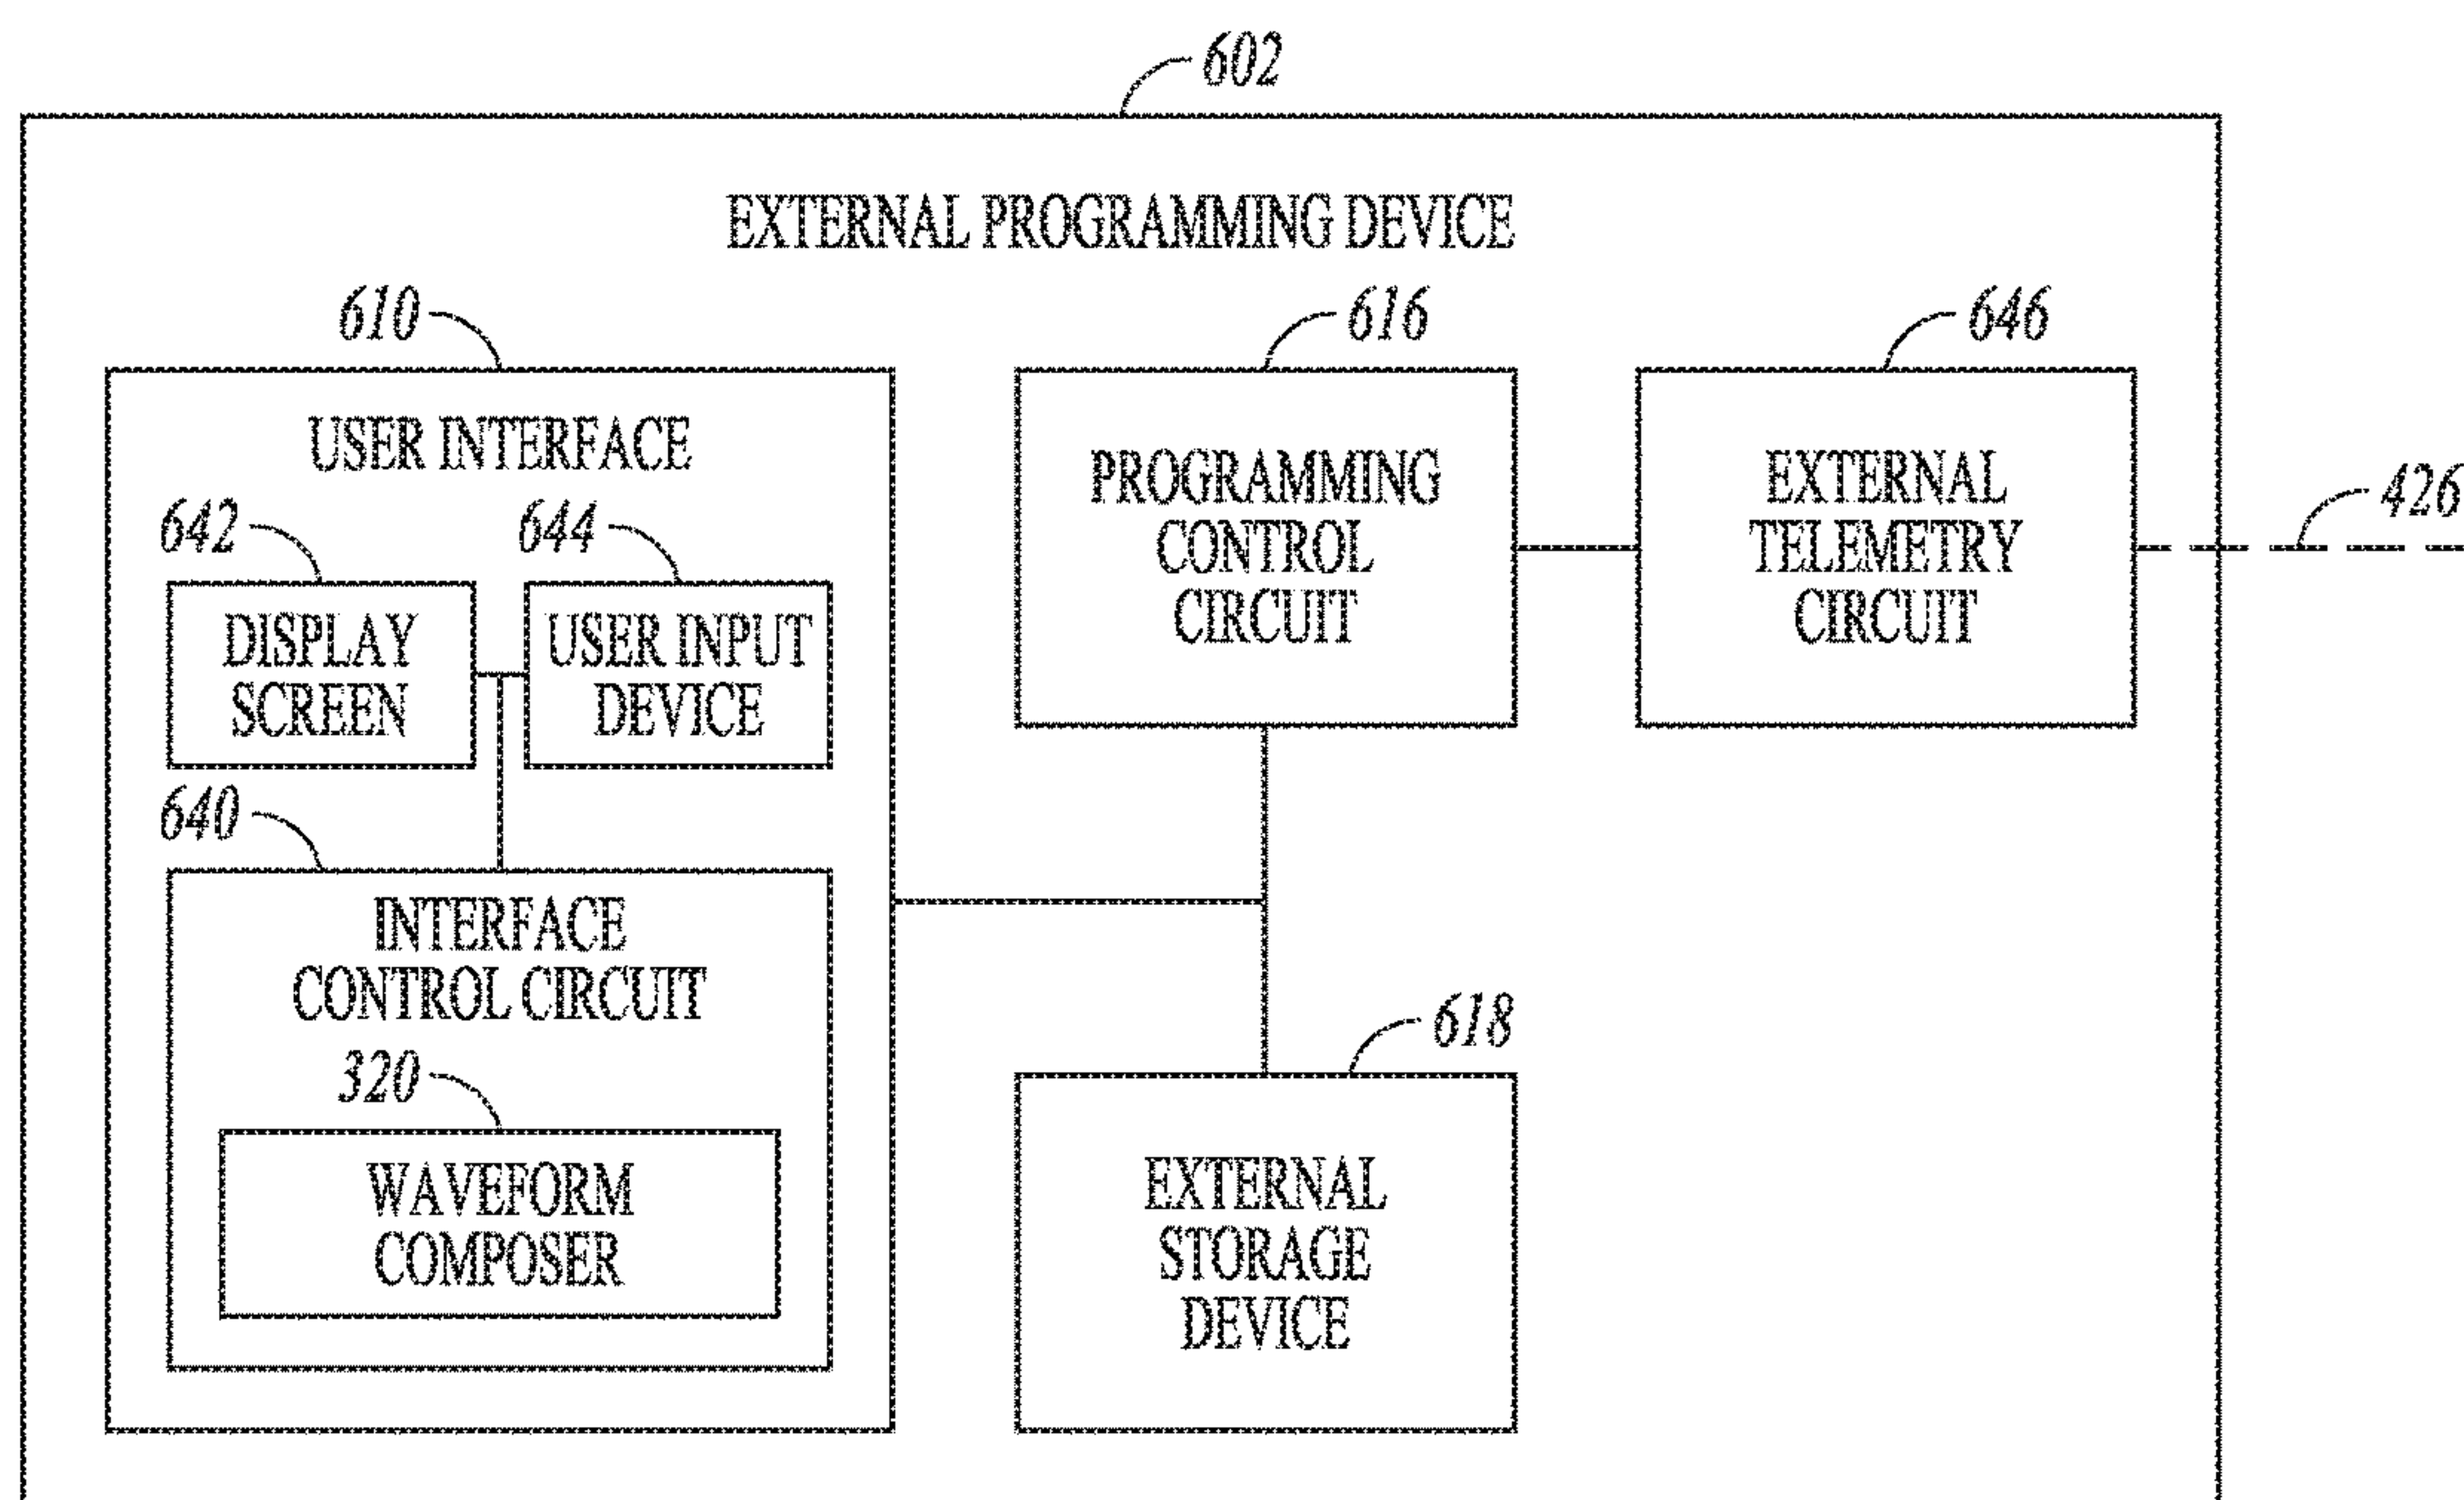 602
EXTERNAL PROGRAMMING DEVICE
610
616
646
USER INTERFACE
642
644
DISPLAY
SCREEN
USER INPUT
DEVICE
640
INTERFACE
CONTROL CIRCUIT
320
WAVEFORM
COMPOSER
PROGRAMMING
CONTROL
CIRCUIT
EXTERNAL
TELEMETRY
CIRCUIT
426
618
EXTERNAL
STORAGE
DEVICE